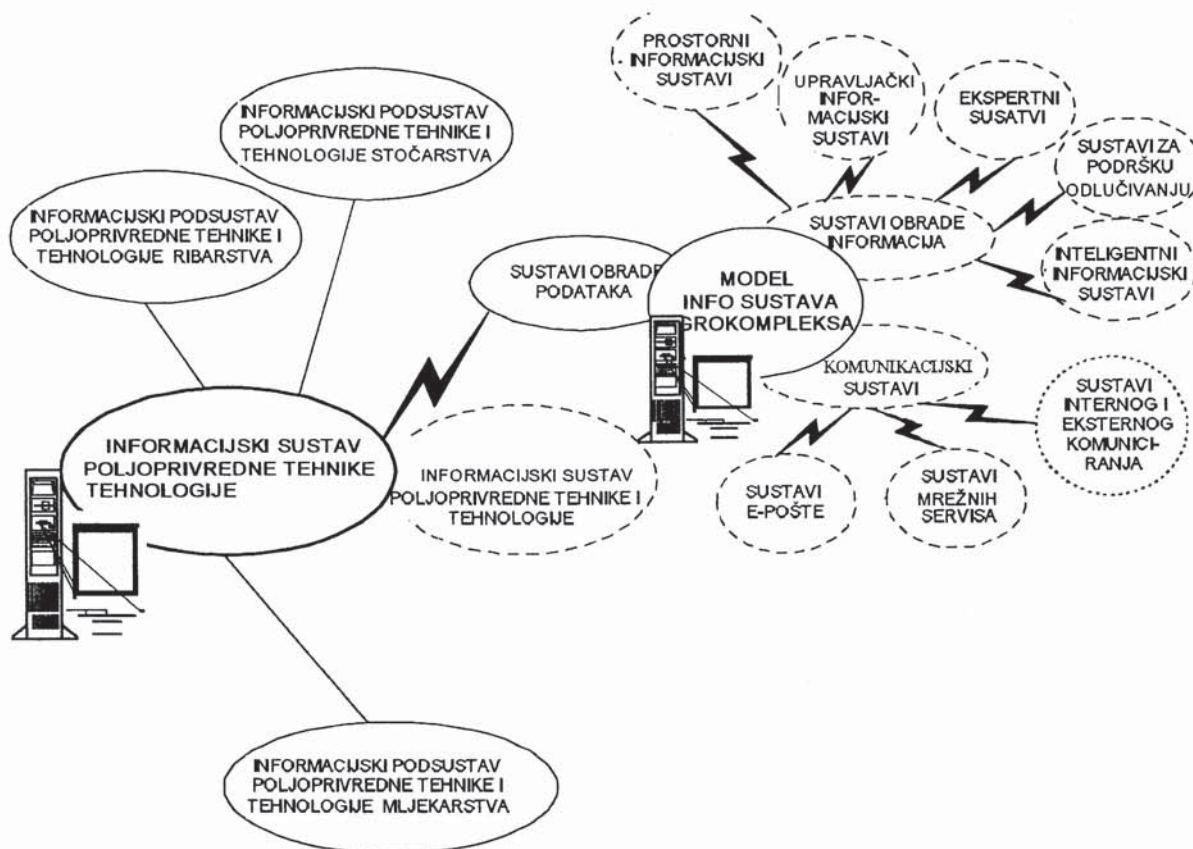 PROSTORNI
INFORMACIJSKI
SUSTAVI
UPRAVLJAČKI
INFOR-
MACIJSKI
SUSTAVI
EKSPERTNI
SUSATVI
SUSTAVI ZA
PODRŠKU
ODLUČIVANJU
INFORMACIJSKI PODSUSTAV
POLJOPRIVREDNE TEHNIKE I
TEHNOLOGIJE STOČARSTVA
INFORMACIJSKI PODSUSTAV
POLJOPRIVREDNE TEHNIKE I
TEHNOLOGIJE RIBARSTVA
SUSTAVI OBRADE
INFORMACIJA
INTELIGENTNI
INFORMACIJSKI
SUSTAVI
SUSTAVI OBRADE
PODATAKA
MODEL
INFO SUSTAVA
GROKOMPLEKSA
KOMUNIKACIJSKI
SUSTAVI
SUSTAVI
INTERNOG I
EKSTERNOG
KOMUNICI-
RANJA
INFORMACIJSKI SUSTAV
POLJOPRIVREDNE TEHNIKE
TEHNOLOGIJE
INFORMACIJSKI SUSTAV
POLJOPRIVREDNE TEHNIKE I
TEHNOLOGIJE
SUSTAVI
E-POŠTE
SUSTAVI
MREŽNIH
SERVISA
INFORMACIJSKI PODSUSTAV
POLJOPRIVREDNE TEHNIKE I
TEHNOLOGIJE MLJEKARSTVA